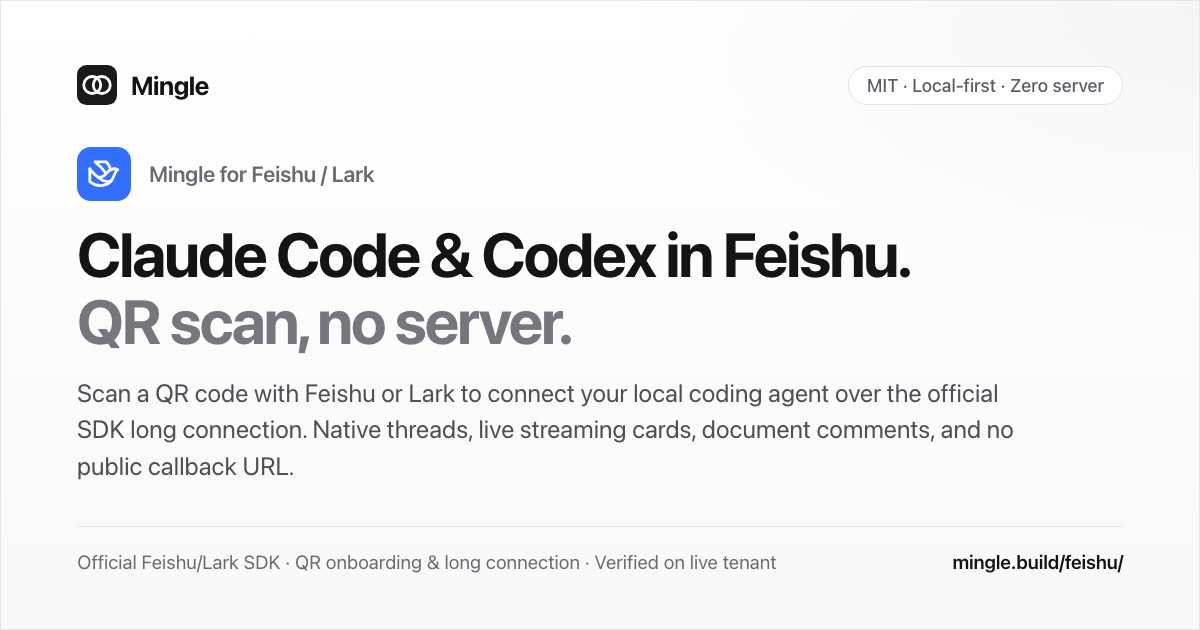 Mingle
MIT · Local-first · Zero server
Mingle for Feishu / Lark
Claude Code & Codex in Feishu.
QR scan, no server.
Scan a QR code with Feishu or Lark to connect your local coding agent over the official
SDK long connection. Native threads, live streaming cards, document comments, and no
public callback URL.
Official Feishu/Lark SDK · QR onboarding & long connection · Verified on live tenant
mingle.build/feishu/